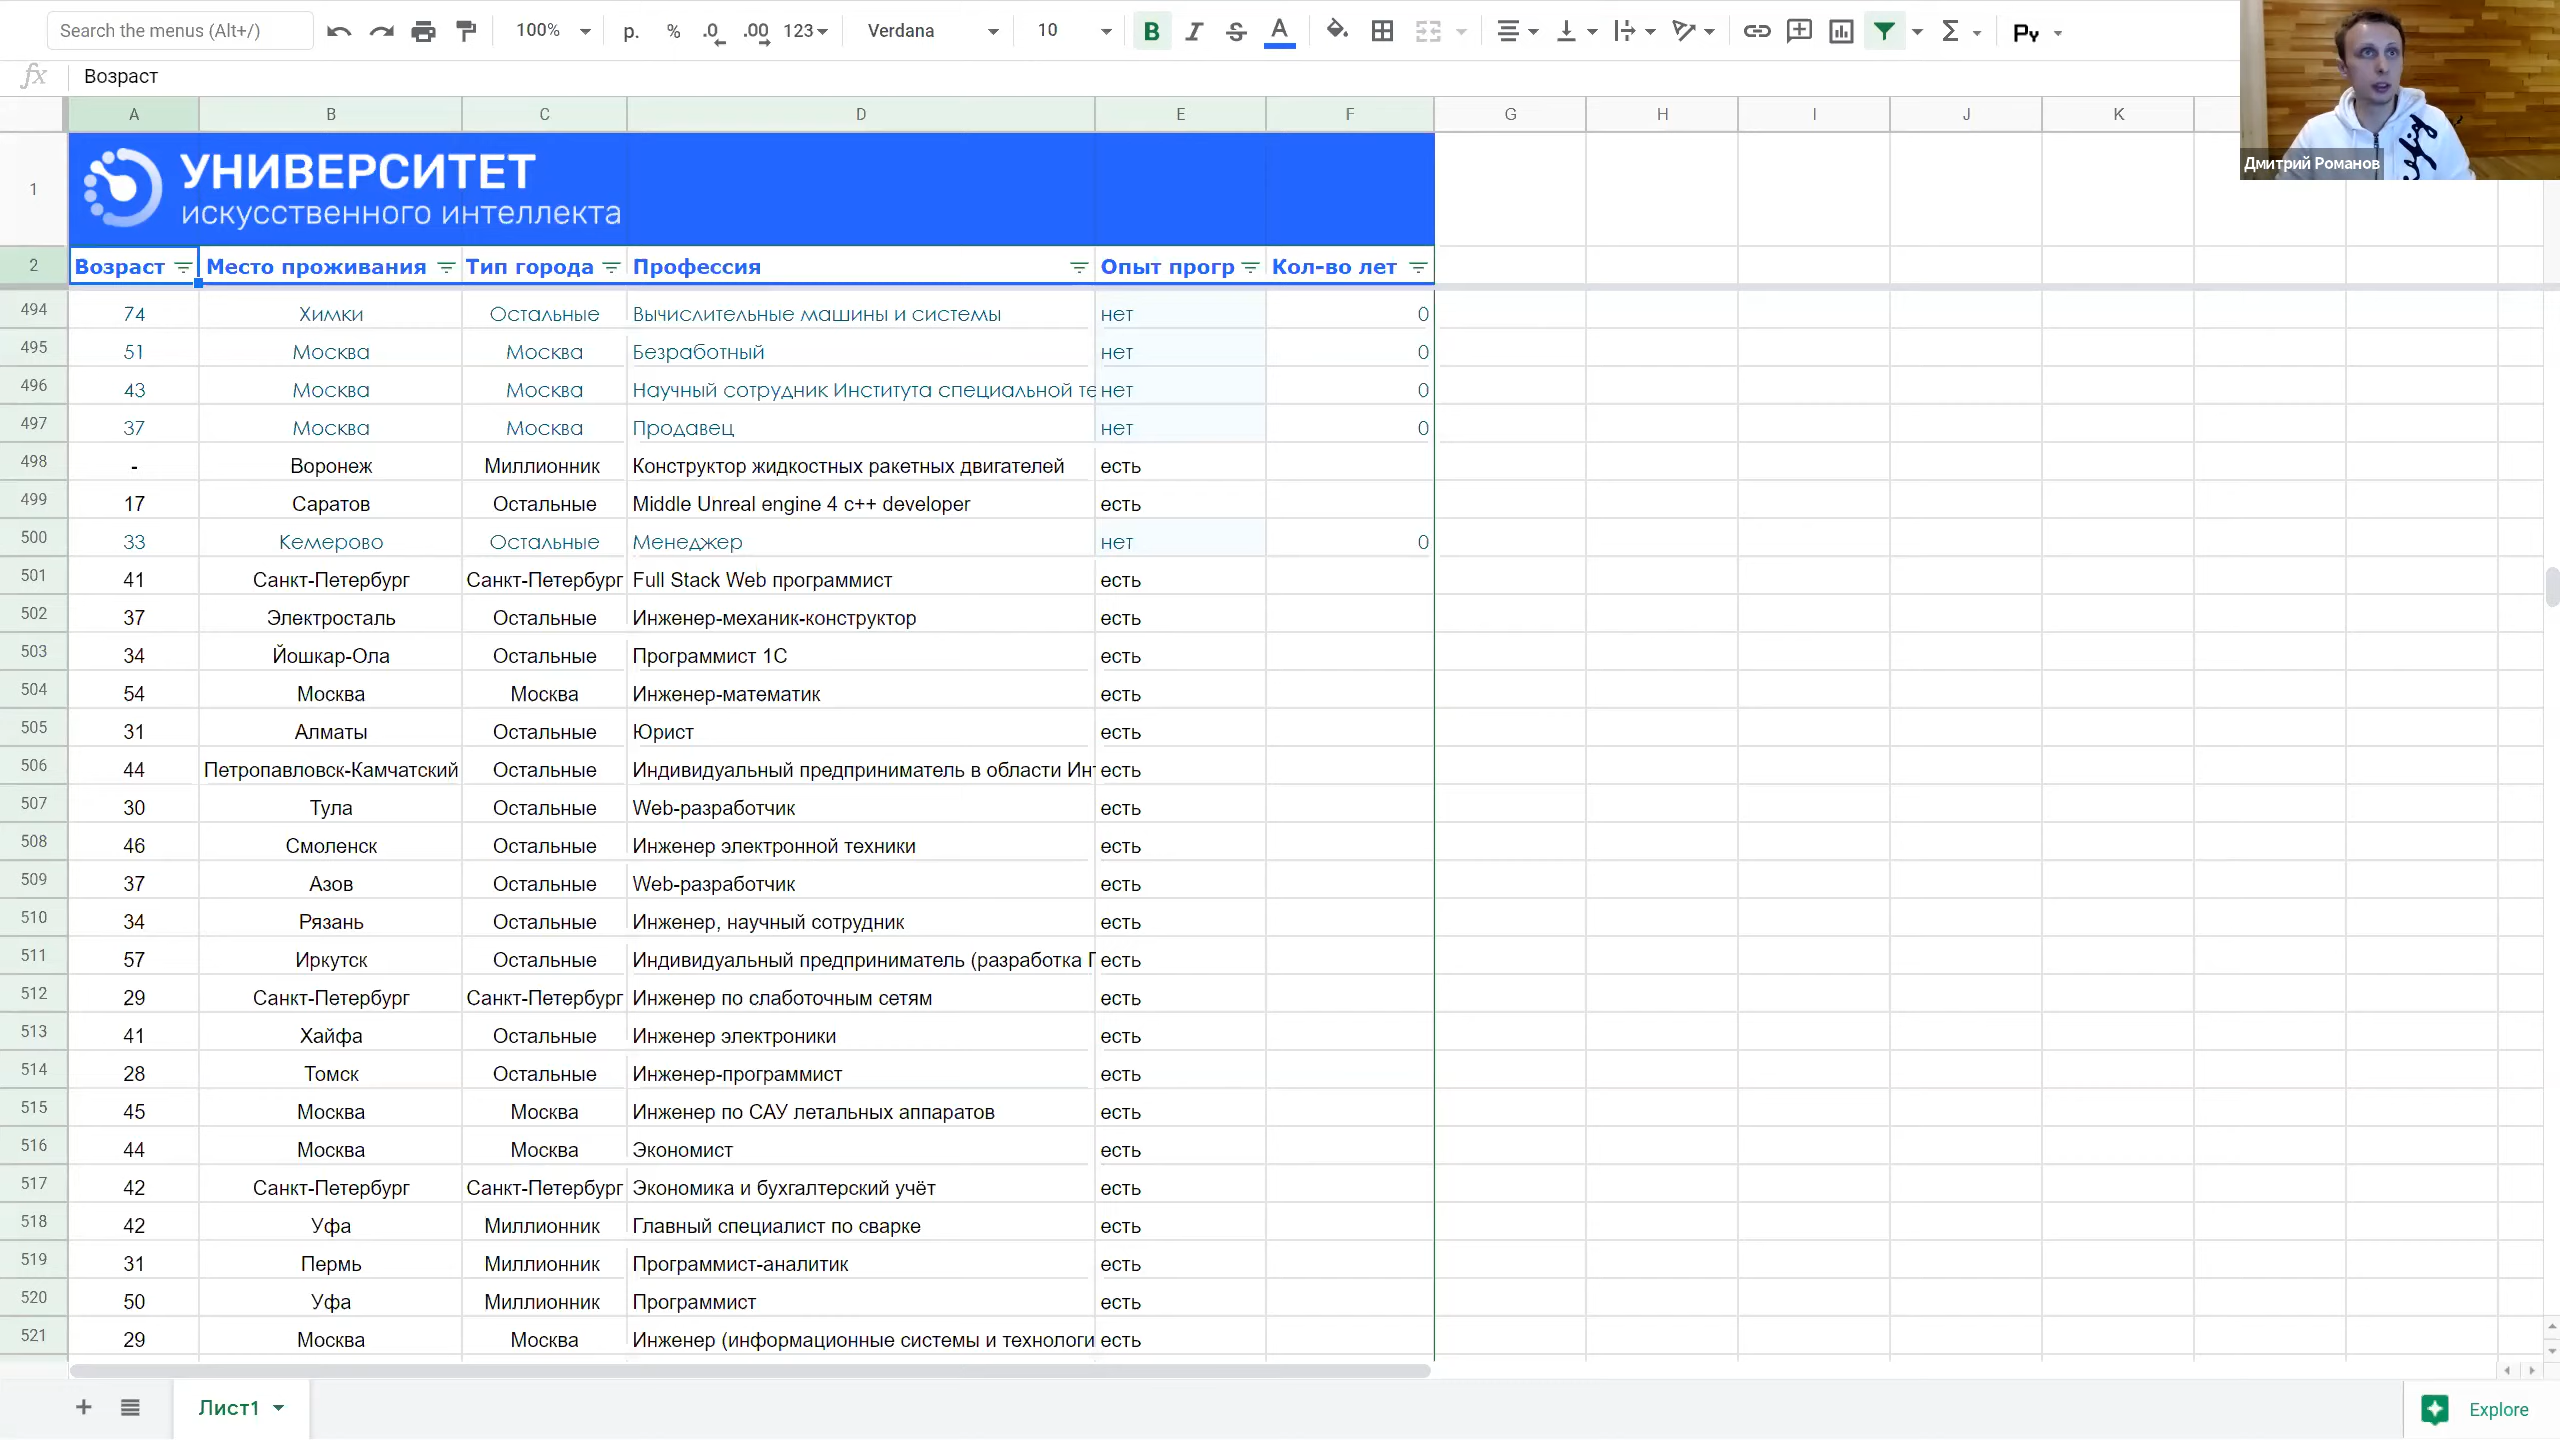 Search the menus (Alt+/) 100% р. % .0 .00 123 Verdana 10 B I S A Σ Py
fx Возраст
A B C D E F G H I J K
Дмитрий Романов
1 УНИВЕРСИТЕТ
искусственного интеллекта
2 Возраст Место проживания Тип города Профессия Опыт прогр Кол-во лет
494 74 Химки Остальные Вычислительные машины и системы нет 0
495 51 Москва Москва Безработный нет 0
496 43 Москва Москва Научный сотрудник Института специальной те нет 0
497 37 Москва Москва Продавец нет 0
498 - Воронеж Миллионник Конструктор жидкостных ракетных двигателей есть
499 17 Саратов Остальные Middle Unreal engine 4 c++ developer есть
500 33 Кемерово Остальные Менеджер нет 0
501 41 Санкт-Петербург Санкт-Петербург Full Stack Web программист есть
502 37 Электросталь Остальные Инженер-механик-конструктор есть
503 34 Йошкар-Ола Остальные Программист 1С есть
504 54 Москва Москва Инженер-математик есть
505 31 Алматы Остальные Юрист есть
506 44 Петропавловск-Камчатский Остальные Индивидуальный предприниматель в области Инт есть
507 30 Тула Остальные Web-разработчик есть
508 46 Смоленск Остальные Инженер электронной техники есть
509 37 Азов Остальные Web-разработчик есть
510 34 Рязань Остальные Инженер, научный сотрудник есть
511 57 Иркутск Остальные Индивидуальный предприниматель (разработка П есть
512 29 Санкт-Петербург Санкт-Петербург Инженер по слаботочным сетям есть
513 41 Хайфа Остальные Инженер электроники есть
514 28 Томск Остальные Инженер-программист есть
515 45 Москва Москва Инженер по САУ летальных аппаратов есть
516 44 Москва Москва Экономист есть
517 42 Санкт-Петербург Санкт-Петербург Экономика и бухгалтерский учёт есть
518 42 Уфа Миллионник Главный специалист по сварке есть
519 31 Пермь Миллионник Программист-аналитик есть
520 50 Уфа Миллионник Программист есть
521 29 Москва Москва Инженер (информационные системы и технологи есть
Лист1 Explore